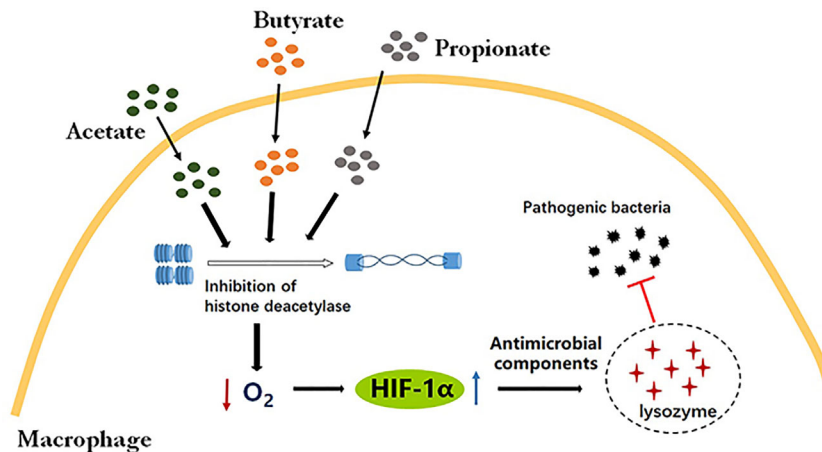 Butyrate
Propionate
Acetate
Pathogenic bacteria
Inhibition of
histone deacetylase
Antimicrobial
components
O2
HIF-1α
lysozyme
Macrophage